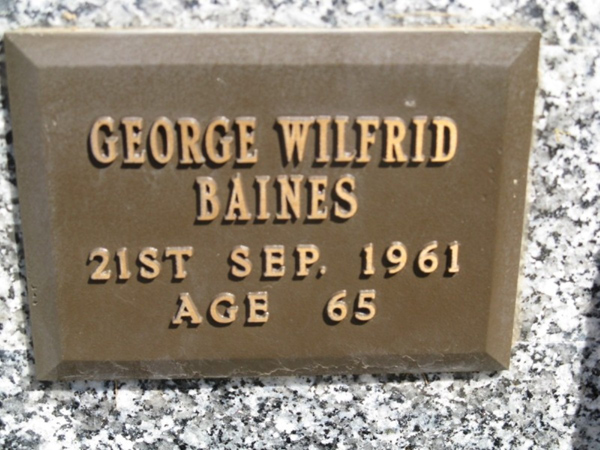 GEORGE WILFRID
BAINES
21ST SEP. 1961
AGE 65